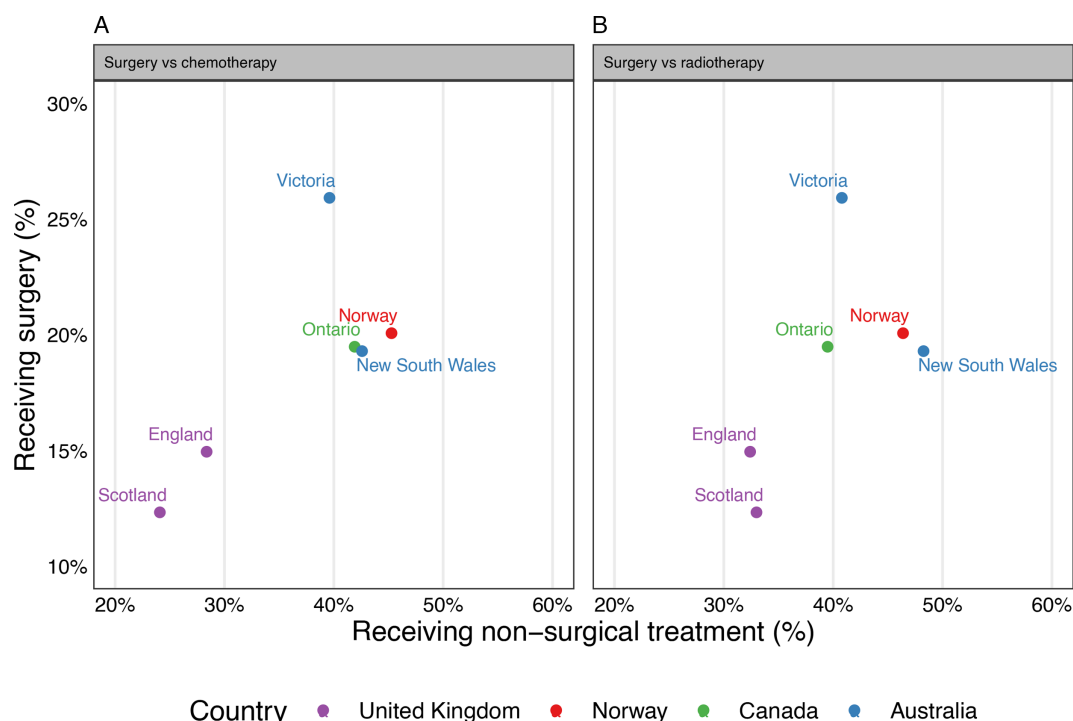 A
B
Surgery vs chemotherapy
Surgery vs radiotherapy
Receiving surgery (%)
30%
25%
20%
15%
10%
Victoria
Norway
Ontario
New South Wales
England
Scotland
Victoria
Norway
Ontario
New South Wales
England
Scotland
20% 30% 40% 50% 60%
20% 30% 40% 50% 60%
Receiving non−surgical treatment (%)
Country United Kingdom Norway Canada Australia